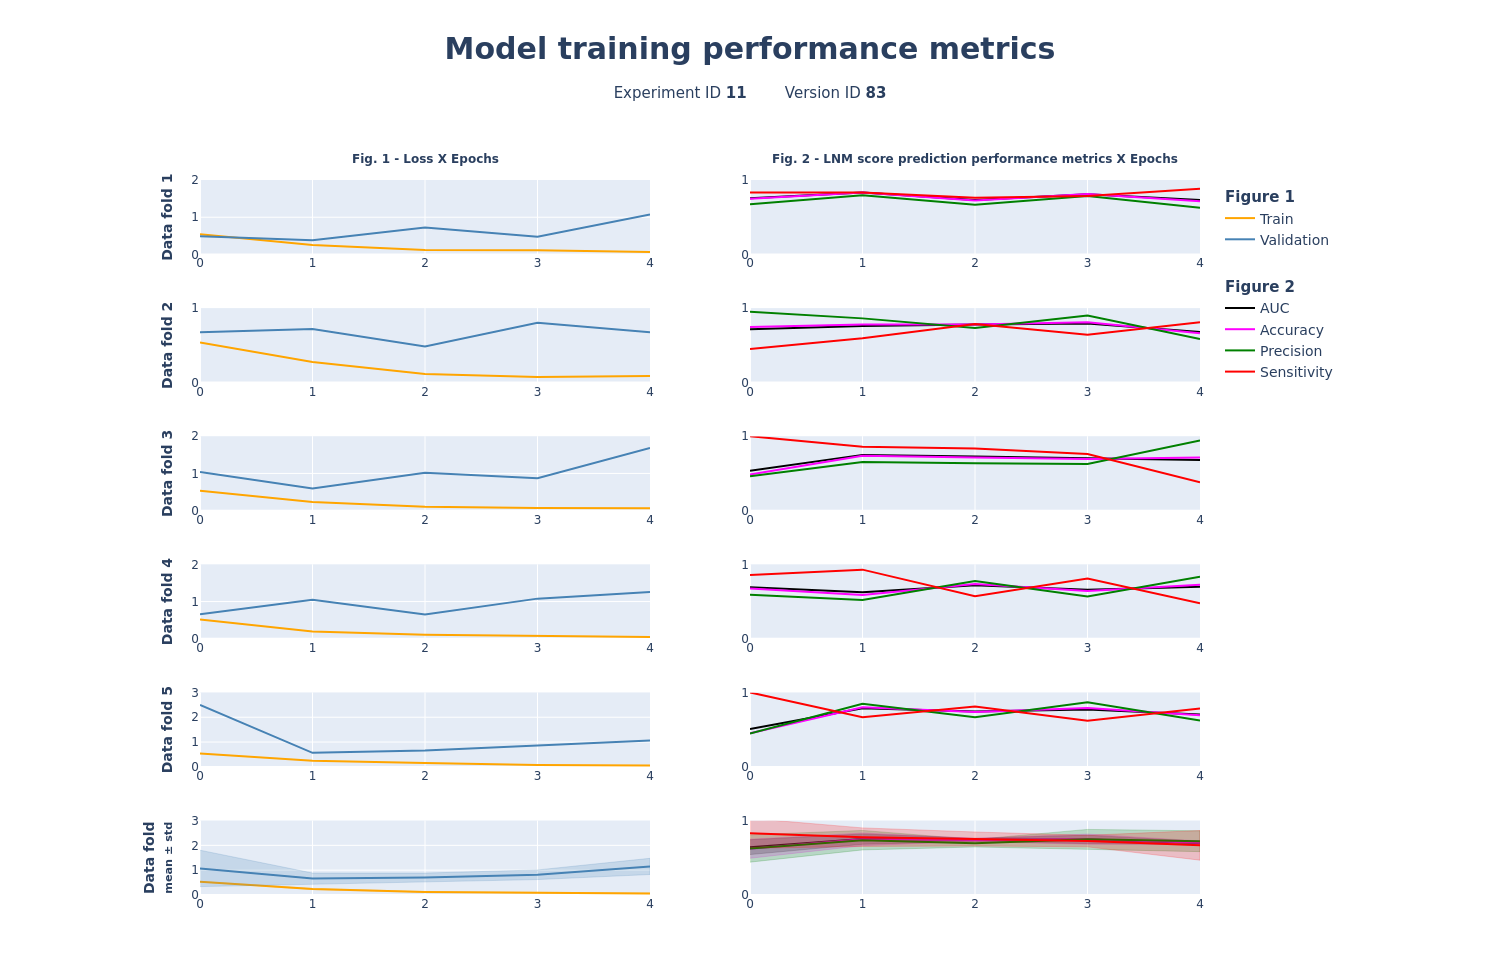 Model training performance metrics
Experiment ID 11 Version ID 83
Fig. 1 - Loss X Epochs
Fig. 2 - LNM score prediction performance metrics X Epochs
Data fold 1
2
1
0
0 1 2 3 4
1
0
0 1 2 3 4
Figure 1
Train
Validation
Figure 2
AUC
Accuracy
Precision
Sensitivity
Data fold 2
1
0
0 1 2 3 4
1
0
0 1 2 3 4
Data fold 3
2
1
0
0 1 2 3 4
1
0
0 1 2 3 4
Data fold 4
2
1
0
0 1 2 3 4
1
0
0 1 2 3 4
Data fold 5
3
2
1
0
0 1 2 3 4
1
0
0 1 2 3 4
Data fold
mean ± std
3
2
1
0
0 1 2 3 4
1
0
0 1 2 3 4